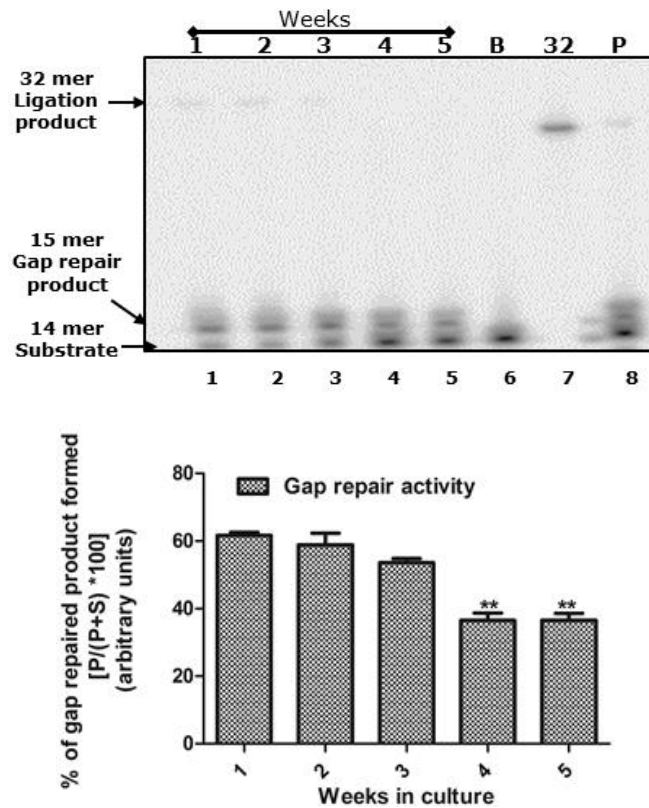 Weeks
1 2 3 4 5 B 32 P
32 mer
Ligation
product
15 mer
Gap repair
product
14 mer
Substrate
1 2 3 4 5 6 7 8
% of gap repaired product formed
[P/(P+S) *100]
(arbitrary units)
80
60
40
20
0
Gap repair activity
** **
1 2 3 4 5
Weeks in culture